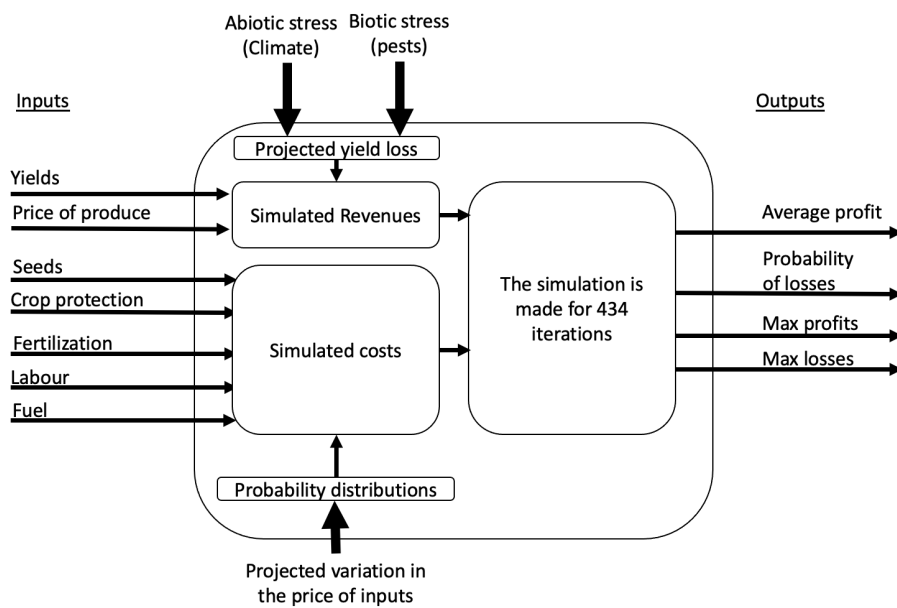 Abiotic stress
(Climate)
Biotic stress
(pests)
Inputs
Outputs
Projected yield loss
Yields
Price of produce
Simulated Revenues
Seeds
Crop protection
Fertilization
Labour
Fuel
Simulated costs
The simulation is
made for 434
iterations
Average profit
Probability
of losses
Max profits
Max losses
Probability distributions
Projected variation in
the price of inputs